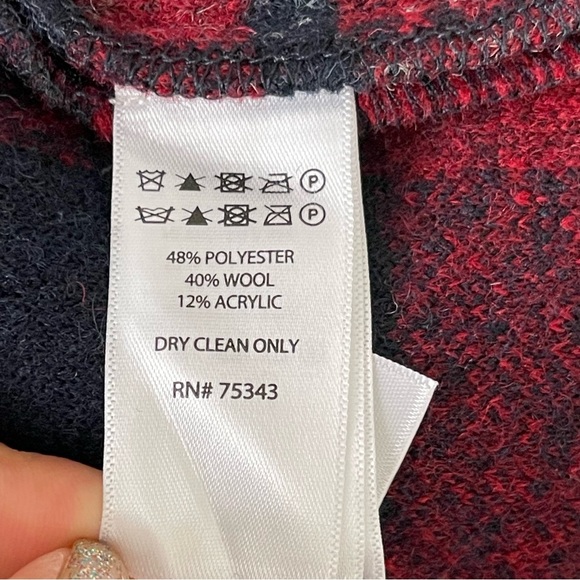 P
P
48% POLYESTER
40% WOOL
12% ACRYLIC
DRY CLEAN ONLY
RN# 75343